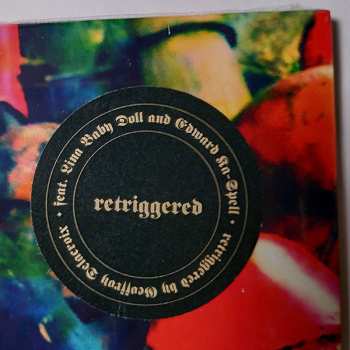 retriggered
• feat. Lina Baby Doll and Edward Ka-Spell
• retriggered by Geoffroy Delacroix